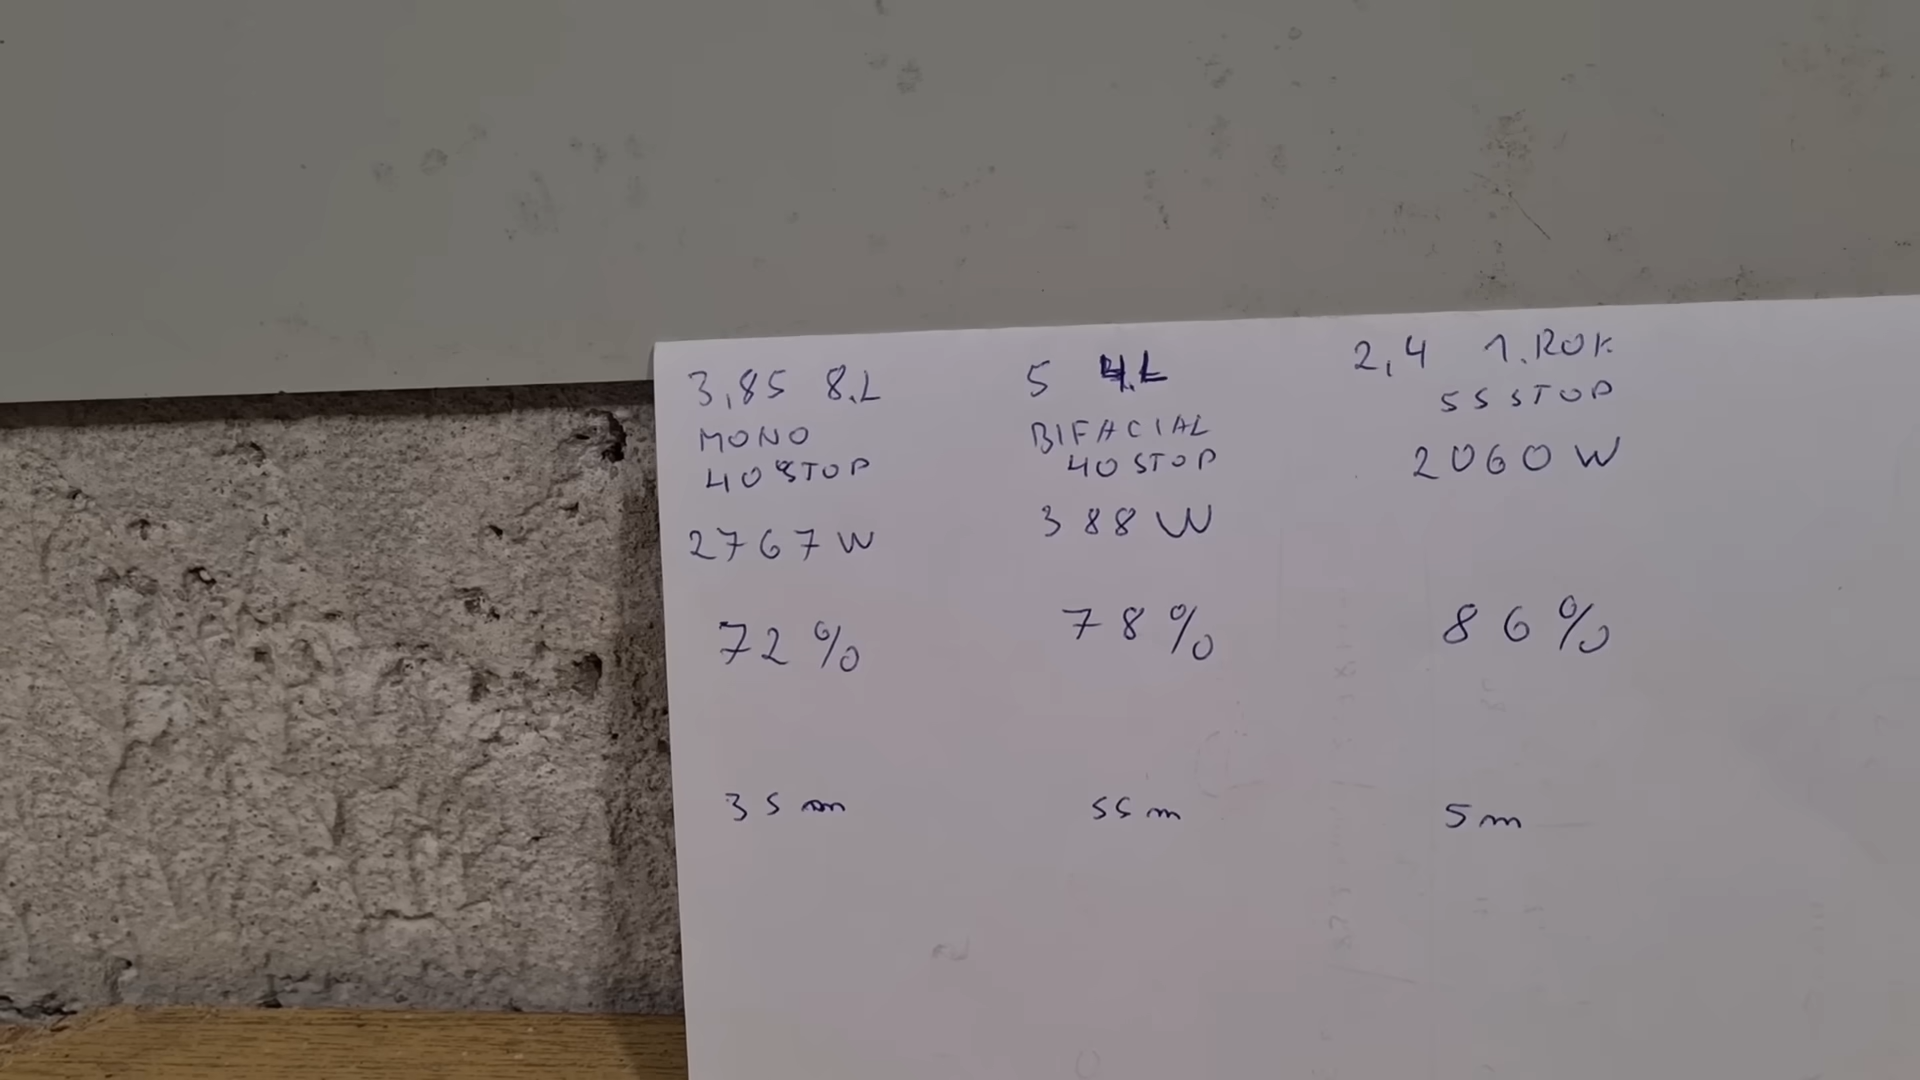 3,85 8.L
MONO
40 STOP
2767 W
72 %
35 m
5 4.L
BIFACIAL
40 STOP
388 W
78 %
55 m
2,4 1.ROK
55 STOP
2060 W
86 %
5 m